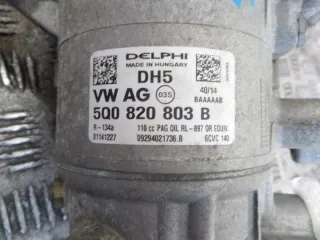 DELPHI
MADE IN HUNGARY
DH5
VW AG 035 40/14
BAAAAAB
5Q0 820 803 B
R-134a 110 cc PAG OIL RL-897 OR EQUIV
01141227 09294021736.B 6CVC 140